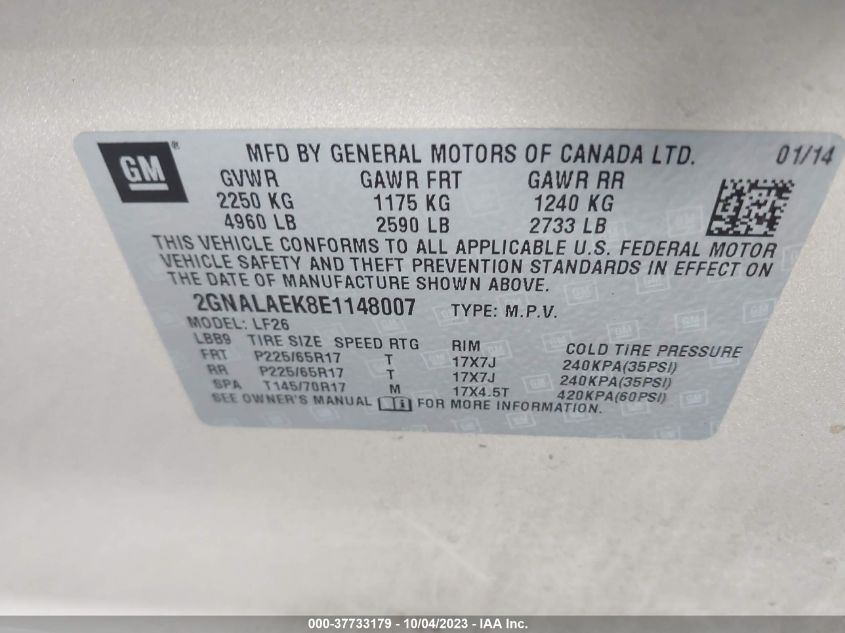 GM ® MFD BY GENERAL MOTORS OF CANADA LTD. 01/14
GVWR GAWR FRT GAWR RR
2250 KG 1175 KG 1240 KG
4960 LB 2590 LB 2733 LB
THIS VEHICLE CONFORMS TO ALL APPLICABLE U.S. FEDERAL MOTOR
VEHICLE SAFETY AND THEFT PREVENTION STANDARDS IN EFFECT ON
THE DATE OF MANUFACTURE SHOWN ABOVE.
2GNALAEK8E1148007 TYPE: M.P.V.
MODEL: LF26
LBB9 TIRE SIZE SPEED RTG RIM COLD TIRE PRESSURE
FRT P225/65R17 T 17X7J 240KPA(35PSI)
RR P225/65R17 T 17X7J 240KPA(35PSI)
SPA T145/70R17 M 17X4.5T 420KPA(60PSI)
SEE OWNER'S MANUAL FOR MORE INFORMATION.
000-37733179 - 10/04/2023 - IAA Inc.